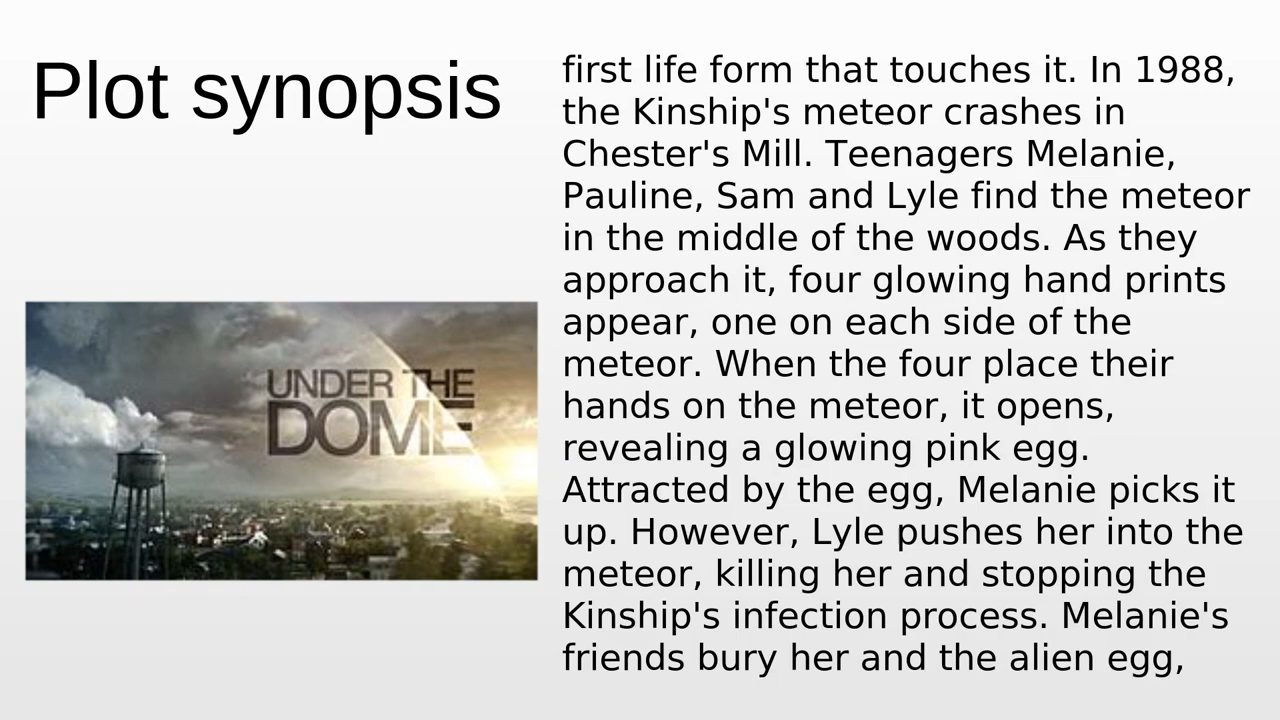 Plot synopsis
first life form that touches it. In 1988,
the Kinship's meteor crashes in
Chester's Mill. Teenagers Melanie,
Pauline, Sam and Lyle find the meteor
in the middle of the woods. As they
approach it, four glowing hand prints
appear, one on each side of the
meteor. When the four place their
hands on the meteor, it opens,
revealing a glowing pink egg.
Attracted by the egg, Melanie picks it
up. However, Lyle pushes her into the
meteor, killing her and stopping the
Kinship's infection process. Melanie's
friends bury her and the alien egg,
UNDER THE
DOME